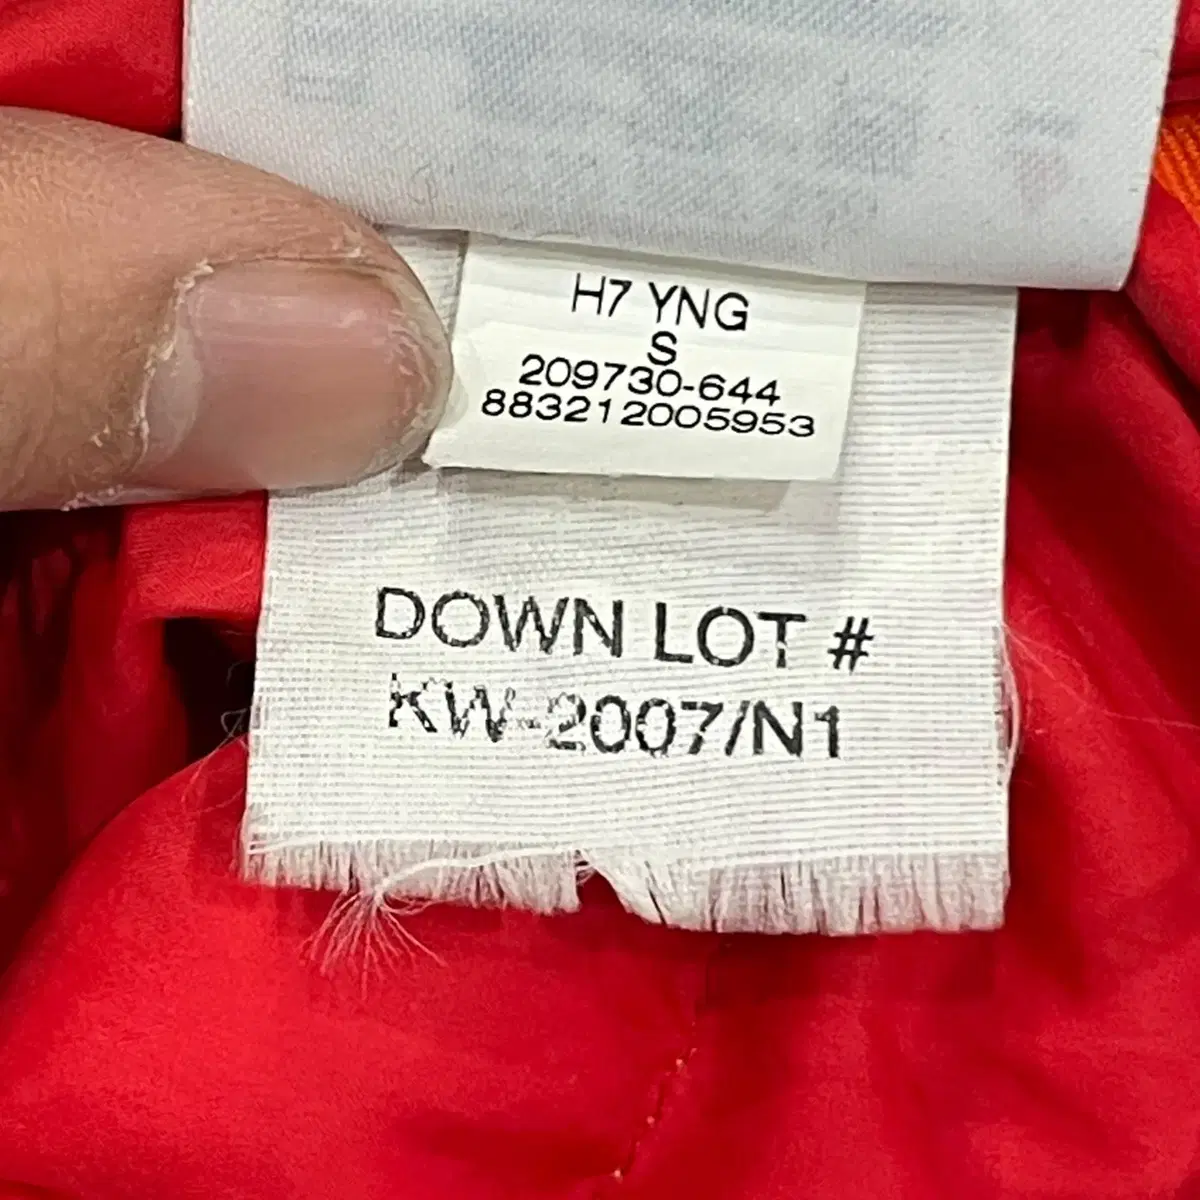 H7 YNG
S
209730-644
883212005953
DOWN LOT #
KW-2007/N1